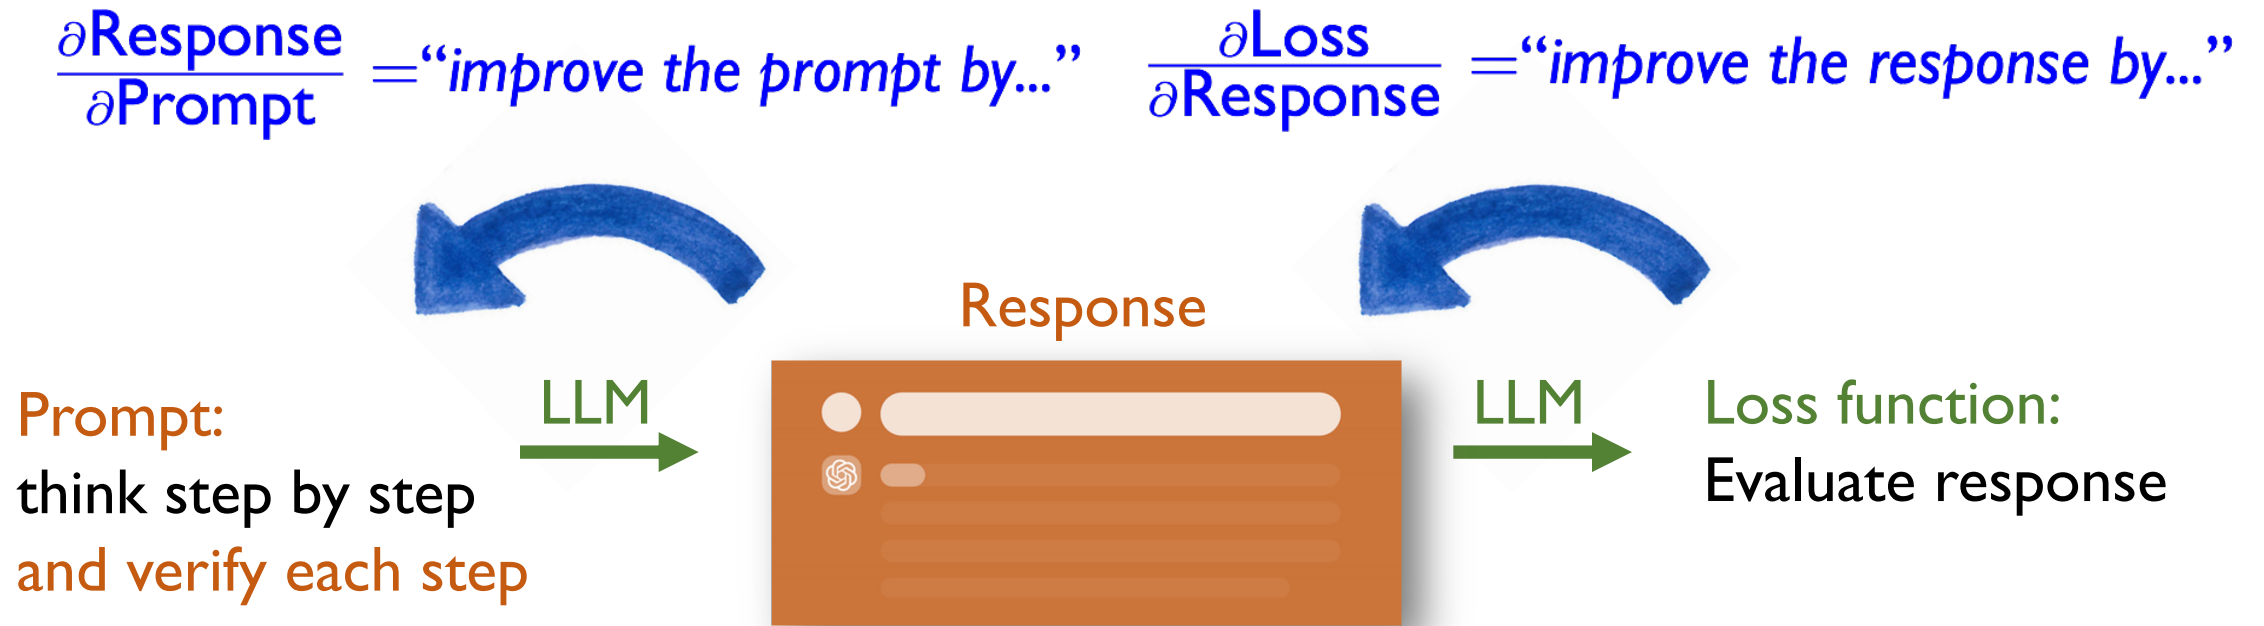 ∂Response
∂Prompt
=“improve the prompt by...”
∂Loss
∂Response
=“improve the response by...”
Response
Prompt:
think step by step
and verify each step
LLM
LLM
Loss function:
Evaluate response